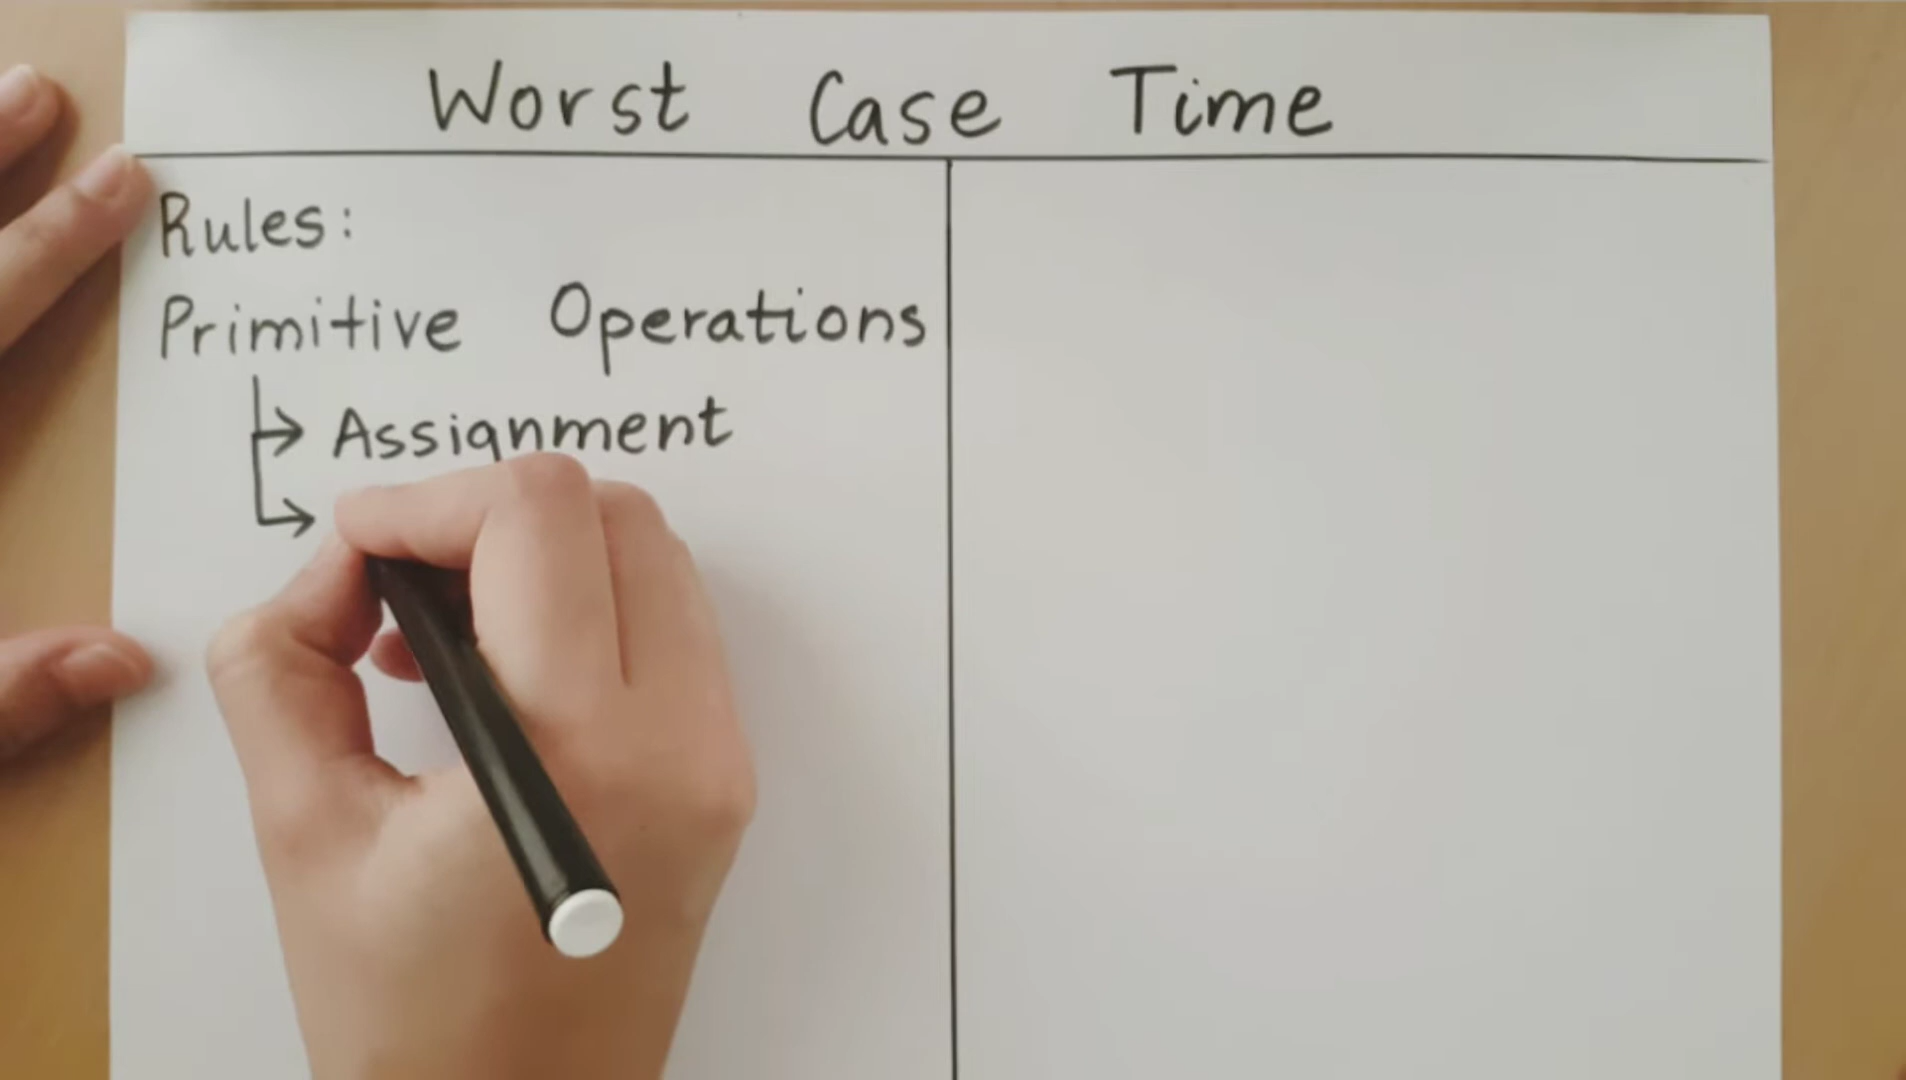 Worst Case Time
Rules:
Primitive Operations
→ Assignment
→